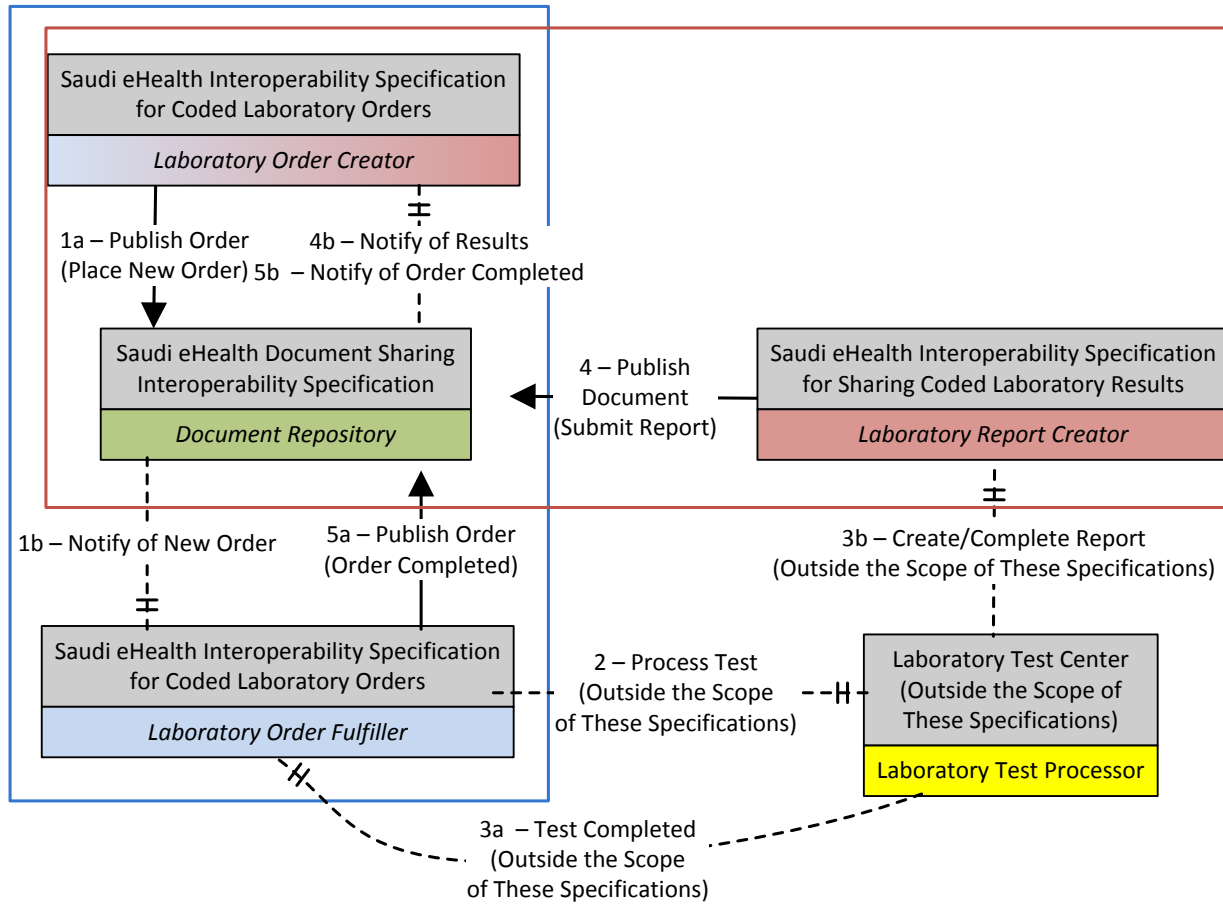 Saudi eHealth Interoperability Specification
for Coded Laboratory Orders
Laboratory Order Creator
1a – Publish Order
(Place New Order)
4b – Notify of Results
5b – Notify of Order Completed
Saudi eHealth Document Sharing
Interoperability Specification
Document Repository
4 – Publish
Document
(Submit Report)
Saudi eHealth Interoperability Specification
for Sharing Coded Laboratory Results
Laboratory Report Creator
1b – Notify of New Order
5a – Publish Order
(Order Completed)
3b – Create/Complete Report
(Outside the Scope of These Specifications)
Saudi eHealth Interoperability Specification
for Coded Laboratory Orders
Laboratory Order Fulfiller
2 – Process Test
(Outside the Scope
of These Specifications)
Laboratory Test Center
(Outside the Scope of
These Specifications)
Laboratory Test Processor
3a – Test Completed
(Outside the Scope
of These Specifications)